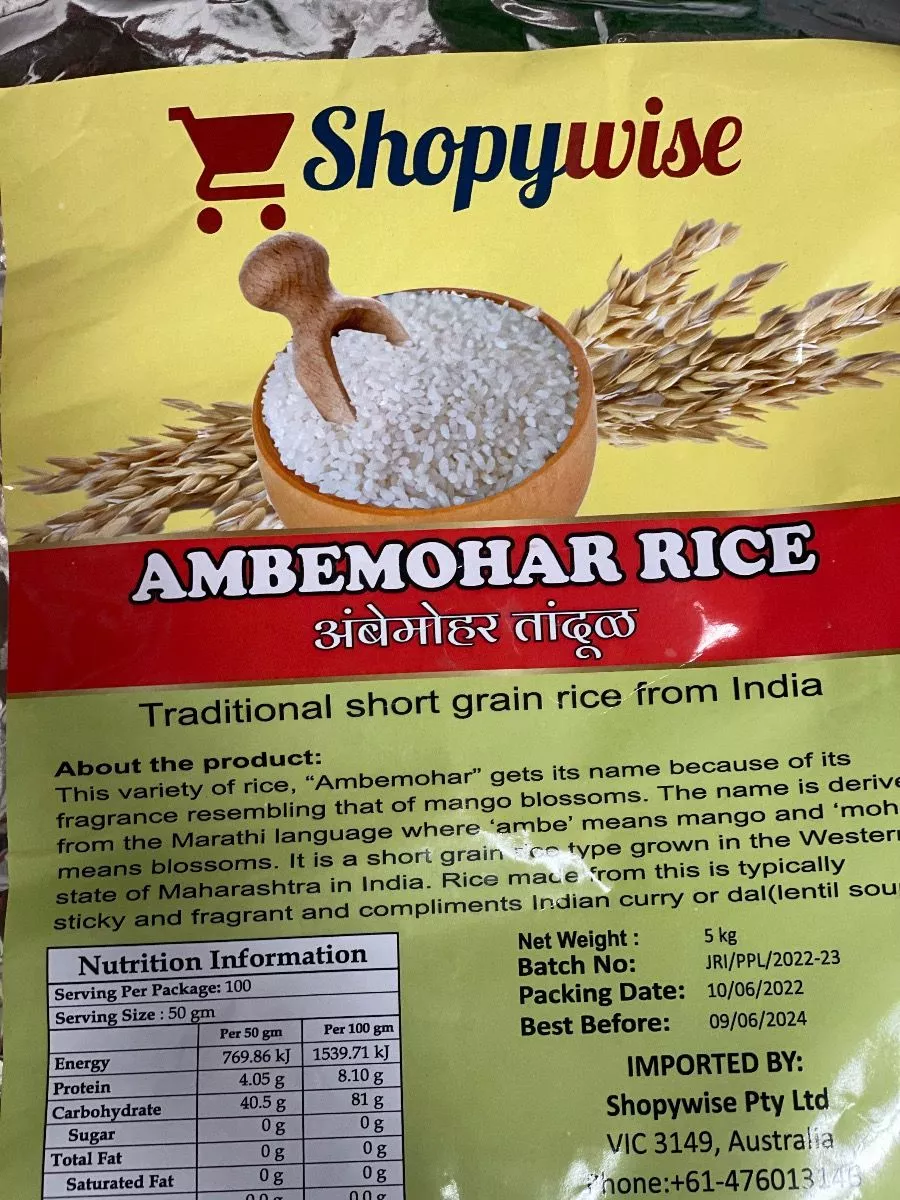 Shopywise
AMBEMOHAR RICE
अंबेमोहर तांदूळ
Traditional short grain rice from India
About the product:
This variety of rice, “Ambemohar” gets its name because of its
fragrance resembling that of mango blossoms. The name is derive
from the Marathi language where ‘ambe’ means mango and ‘moh
means blossoms. It is a short grain rice type grown in the Western
state of Maharashtra in India. Rice made from this is typically
sticky and fragrant and compliments Indian curry or dal(lentil sou
Nutrition Information
Serving Per Package: 100
Serving Size : 50 gm
Per 50 gm Per 100 gm
Energy 769.86 kJ 1539.71 kJ
Protein 4.05 g 8.10 g
Carbohydrate 40.5 g 81 g
Sugar 0 g 0 g
Total Fat 0 g 0 g
Saturated Fat 0 g 0 g
Net Weight : 5 kg
Batch No: JRI/PPL/2022-23
Packing Date: 10/06/2022
Best Before: 09/06/2024
IMPORTED BY:
Shopywise Pty Ltd
VIC 3149, Australia
Phone: